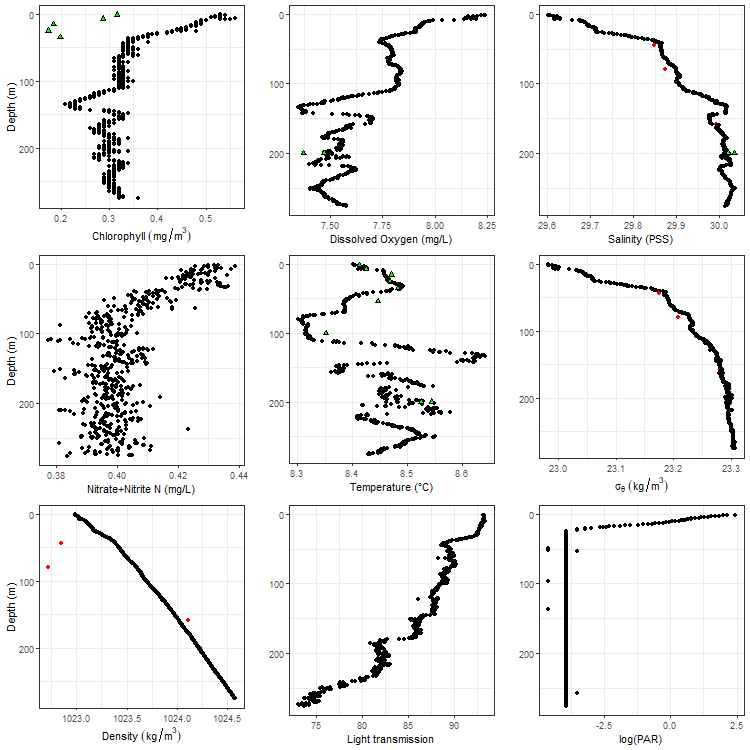 0
100
200
Depth (m)
0.2 0.3 0.4 0.5
Chlorophyll (mg/m³)
0
100
200
7.50 7.75 8.00 8.25
Dissolved Oxygen (mg/L)
0
100
200
29.6 29.7 29.8 29.9 30.0
Salinity (PSS)
0
100
200
Depth (m)
0.38 0.40 0.42 0.44
Nitrate+Nitrite N (mg/L)
0
100
200
8.3 8.4 8.5 8.6
Temperature (°C)
0
100
200
23.0 23.1 23.2 23.3
σθ (kg/m³)
0
100
200
Depth (m)
1023.0 1023.5 1024.0 1024.5
Density (kg/m³)
0
100
200
75 80 85 90
Light transmission
0
100
200
-2.5 0.0 2.5
log(PAR)